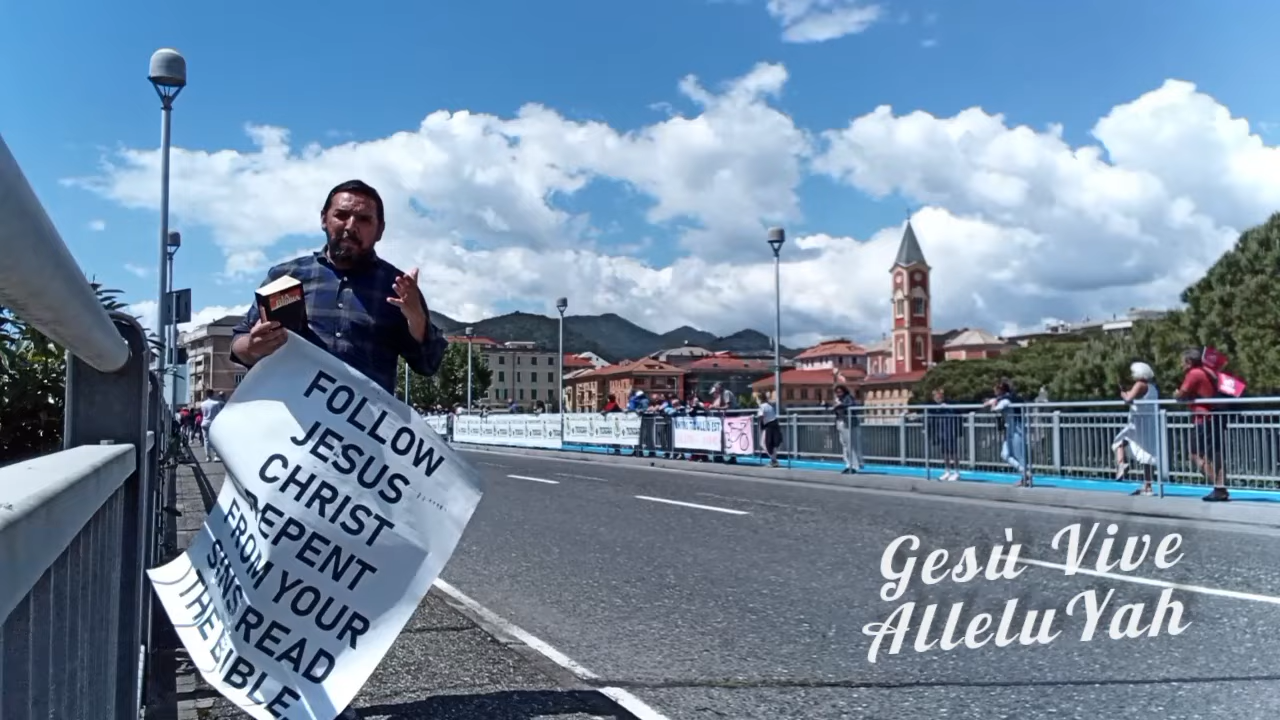 FOLLOW
JESUS
CHRIST
REPENT
FROM YOUR
SINS READ
THE BIBLE
Gesù Vive
AlleluYah